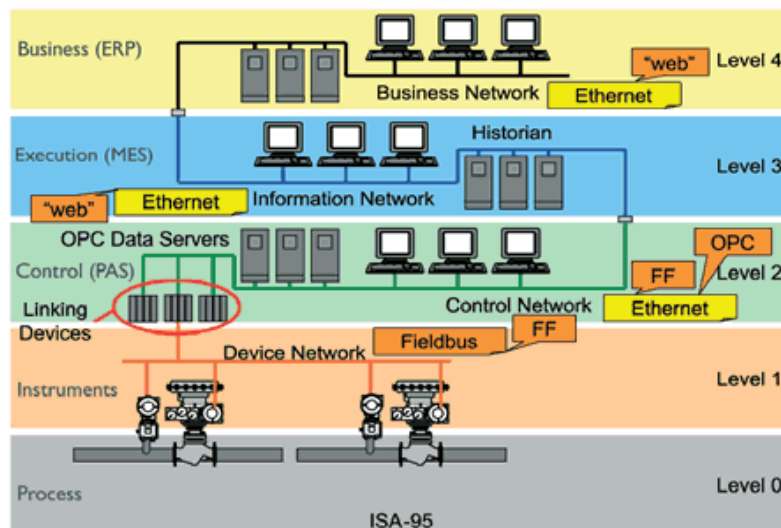 Business (ERP)
"web"
Level 4
Business Network
Ethernet
Historian
Execution (MES)
Level 3
"web"
Ethernet
Information Network
OPC Data Servers
OPC
Control (PAS)
FF
Level 2
Linking
Devices
Control Network
Ethernet
Device Network
Fieldbus
FF
Instruments
Level 1
Process
Level 0
ISA-95